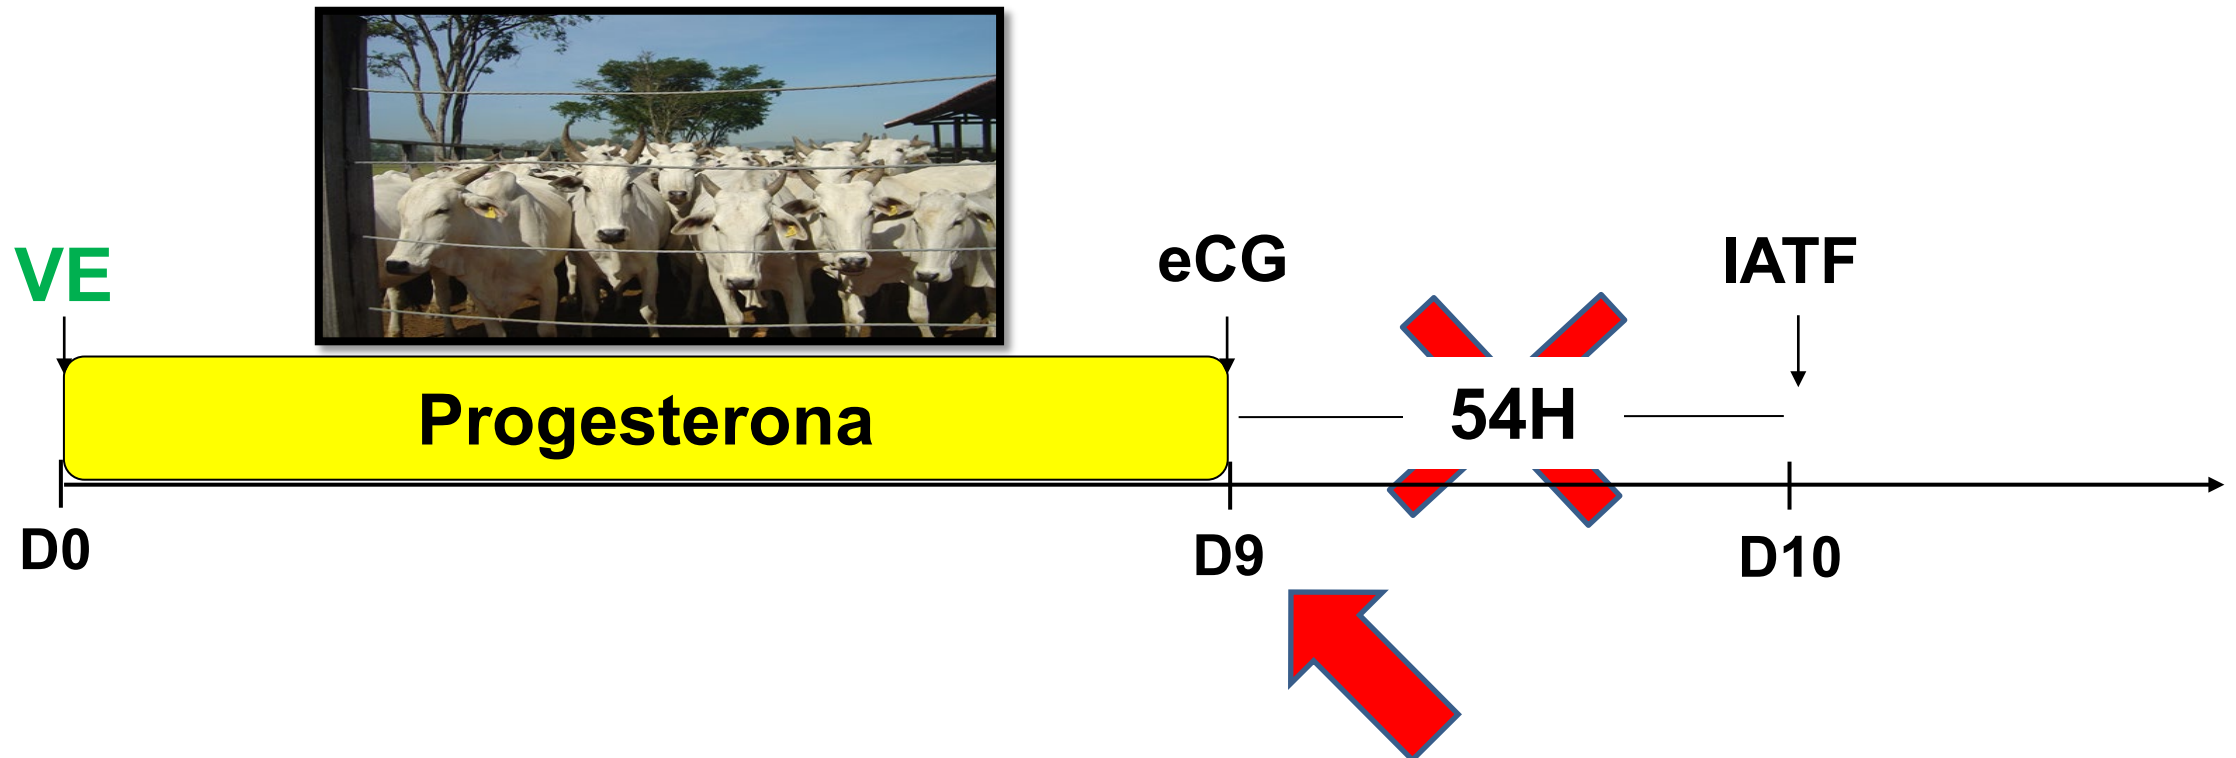 VE
eCG
IATF
Progesterona
54H
D0
D9
D10